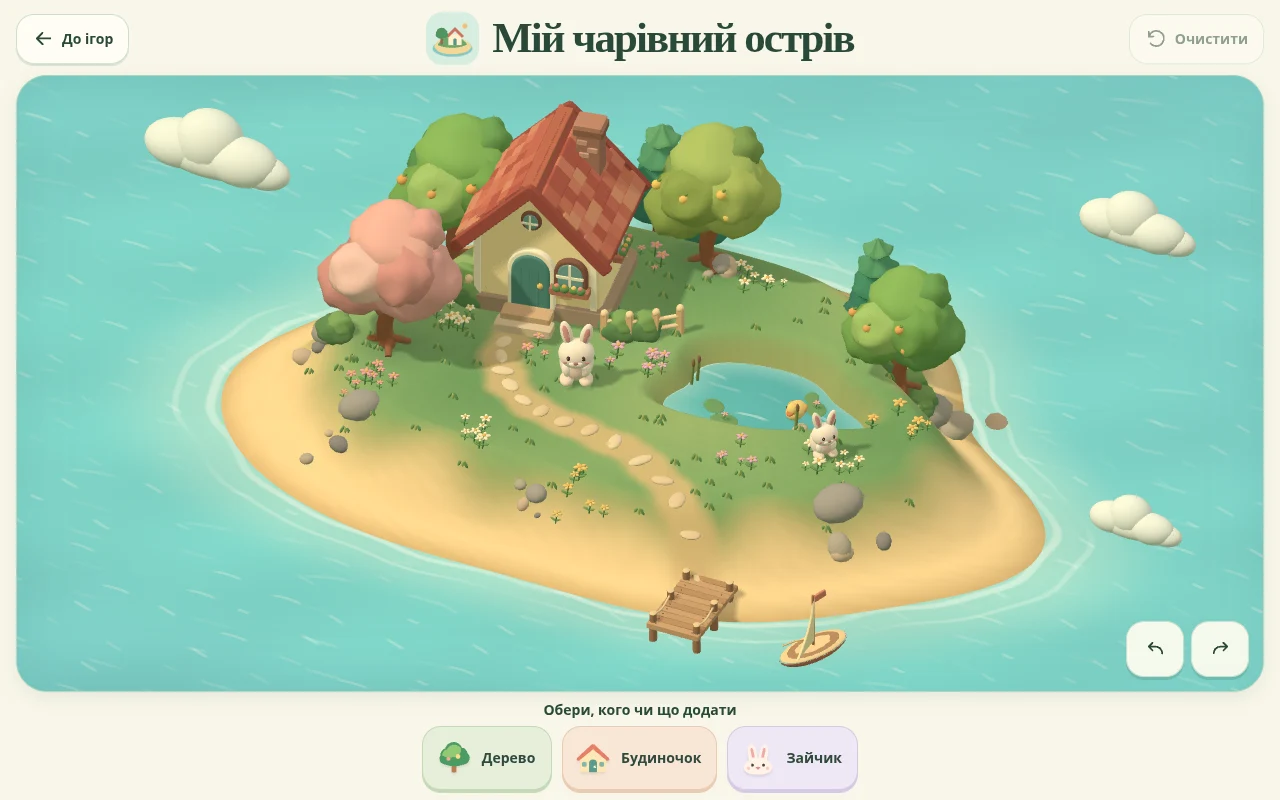 До ігор
Мій чарівний острів
Очистити
Обери, кого чи що додати
Дерево
Будиночок
Зайчик